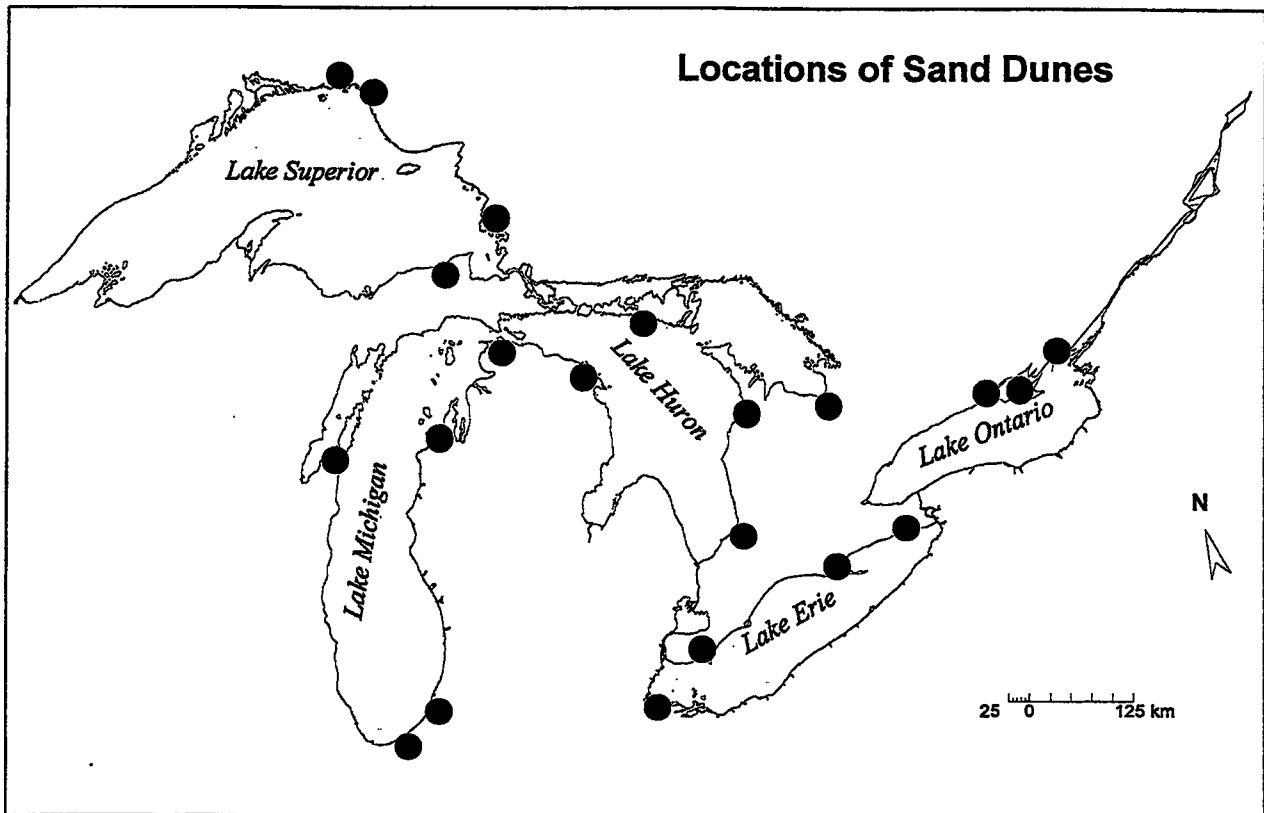 Locations of Sand Dunes
Lake Superior
Lake Huron
Lake Ontario
Lake Michigan
N
Lake Erie
25 0 125 km